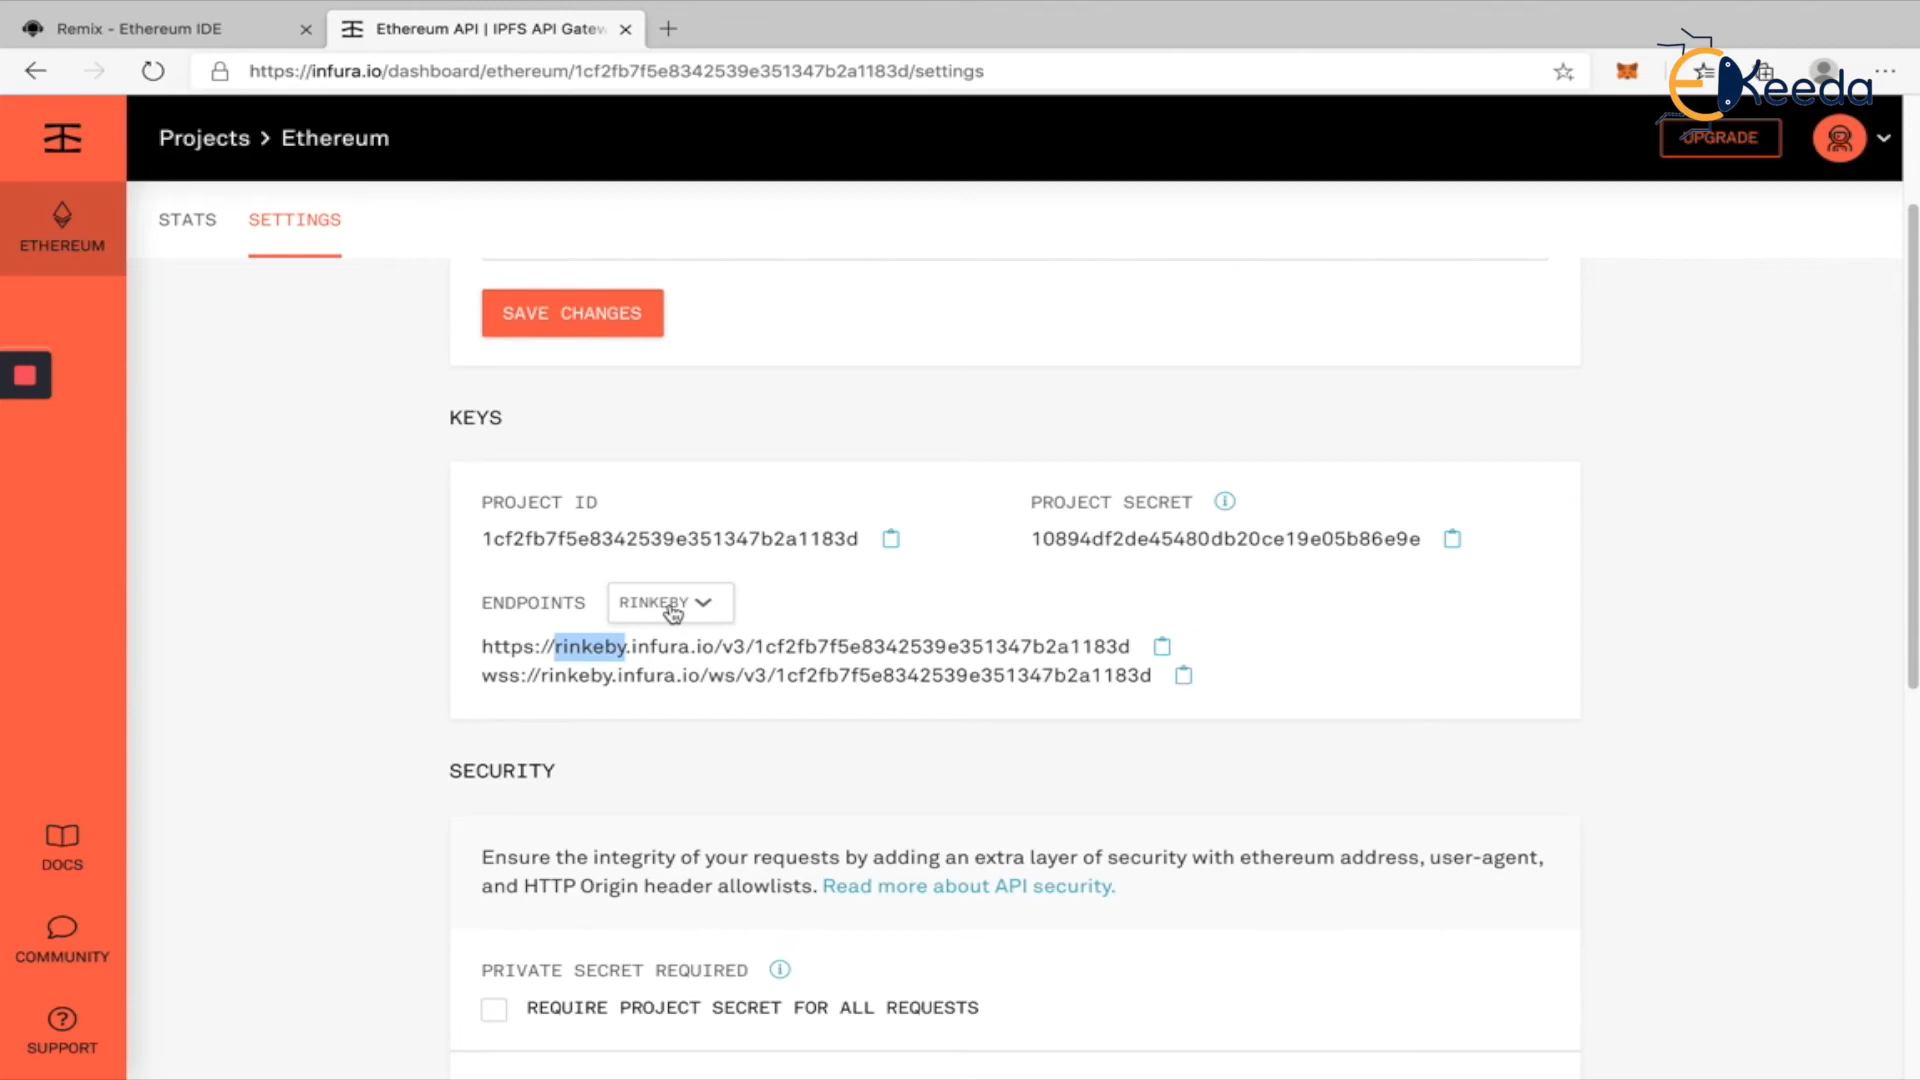 Remix - Ethereum IDE
Ethereum API | IPFS API Gatew
https://infura.io/dashboard/ethereum/1cf2fb7f5e8342539e351347b2a1183d/settings
EKeeda
Projects > Ethereum
UPGRADE
ETHEREUM
STATS SETTINGS
SAVE CHANGES
KEYS
PROJECT ID
PROJECT SECRET
1cf2fb7f5e8342539e351347b2a1183d
10894df2de45480db20ce19e05b86e9e
ENDPOINTS RINKEBY
https://rinkeby.infura.io/v3/1cf2fb7f5e8342539e351347b2a1183d
wss://rinkeby.infura.io/ws/v3/1cf2fb7f5e8342539e351347b2a1183d
SECURITY
Ensure the integrity of your requests by adding an extra layer of security with ethereum address, user-agent,
and HTTP Origin header allowlists. Read more about API security.
PRIVATE SECRET REQUIRED
REQUIRE PROJECT SECRET FOR ALL REQUESTS
DOCS
COMMUNITY
SUPPORT